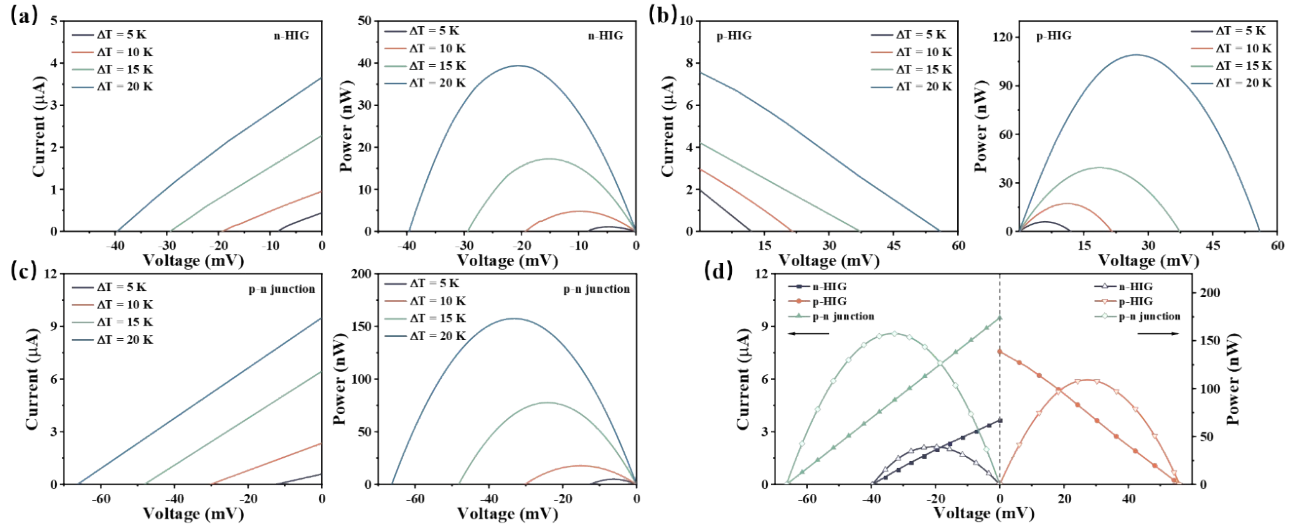 (a)
5
4
3
2
1
0
Current (μA)
ΔT = 5 K
ΔT = 10 K
ΔT = 15 K
ΔT = 20 K
n-HIG
-50 -40 -30 -20 -10 0
Voltage (mV)
50
40
30
20
10
0
Power (nW)
ΔT = 5 K
ΔT = 10 K
ΔT = 15 K
ΔT = 20 K
n-HIG
-50 -40 -30 -20 -10 0
Voltage (mV)
(b)
10
8
6
4
2
0
Current (μA)
p-HIG
ΔT = 5 K
ΔT = 10 K
ΔT = 15 K
ΔT = 20 K
15 30 45 60
Voltage (mV)
120
90
60
30
0
Power (nW)
p-HIG
ΔT = 5 K
ΔT = 10 K
ΔT = 15 K
ΔT = 20 K
15 30 45 60
Voltage (mV)
(c)
12
9
6
3
0
Current (μA)
ΔT = 5 K
ΔT = 10 K
ΔT = 15 K
ΔT = 20 K
p-n junction
-60 -40 -20 0
Voltage (mV)
200
150
100
50
0
Power (nW)
ΔT = 5 K
ΔT = 10 K
ΔT = 15 K
ΔT = 20 K
p-n junction
-60 -40 -20 0
Voltage (mV)
(d)
12
9
6
3
0
Current (μA)
n-HIG
p-HIG
p-n junction
n-HIG
p-HIG
p-n junction
200
150
100
50
0
Power (nW)
-60 -40 -20 0 20 40
Voltage (mV)